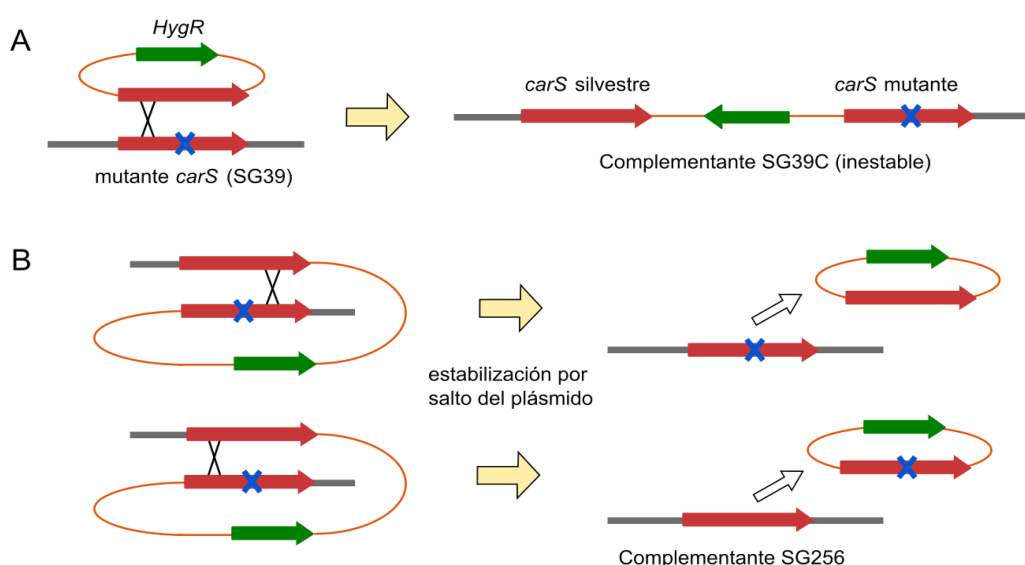 A
HygR
mutante carS (SG39)
carS silvestre
carS mutante
Complementante SG39C (inestable)
B
estabilización por
salto del plásmido
Complementante SG256